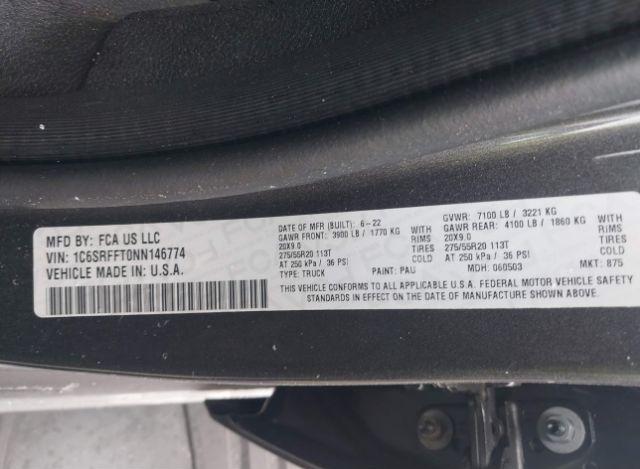 MFD BY: FCA US LLC
VIN: 1C6SRFFT0NN146774
VEHICLE MADE IN U.S.A.
DATE OF MFR (BUILT): 6-22
GAWR FRONT: 3900 LB / 1770 KG WITH
20X9.0 RIMS
275/55R20 113T TIRES
AT 250 kPa / 36 PSI COLD
TYPE: TRUCK PAINT: PAU
GVWR: 7100 LB / 3221 KG
GAWR REAR: 4100 LB / 1860 KG WITH
20X9.0 RIMS
275/55R20 113T TIRES
AT 250 kPa / 36 PSI COLD
MDH: 060503 MKT: 875
THIS VEHICLE CONFORMS TO ALL APPLICABLE U.S.A. FEDERAL MOTOR VEHICLE SAFETY
STANDARDS IN EFFECT ON THE DATE OF MANUFACTURE SHOWN ABOVE.